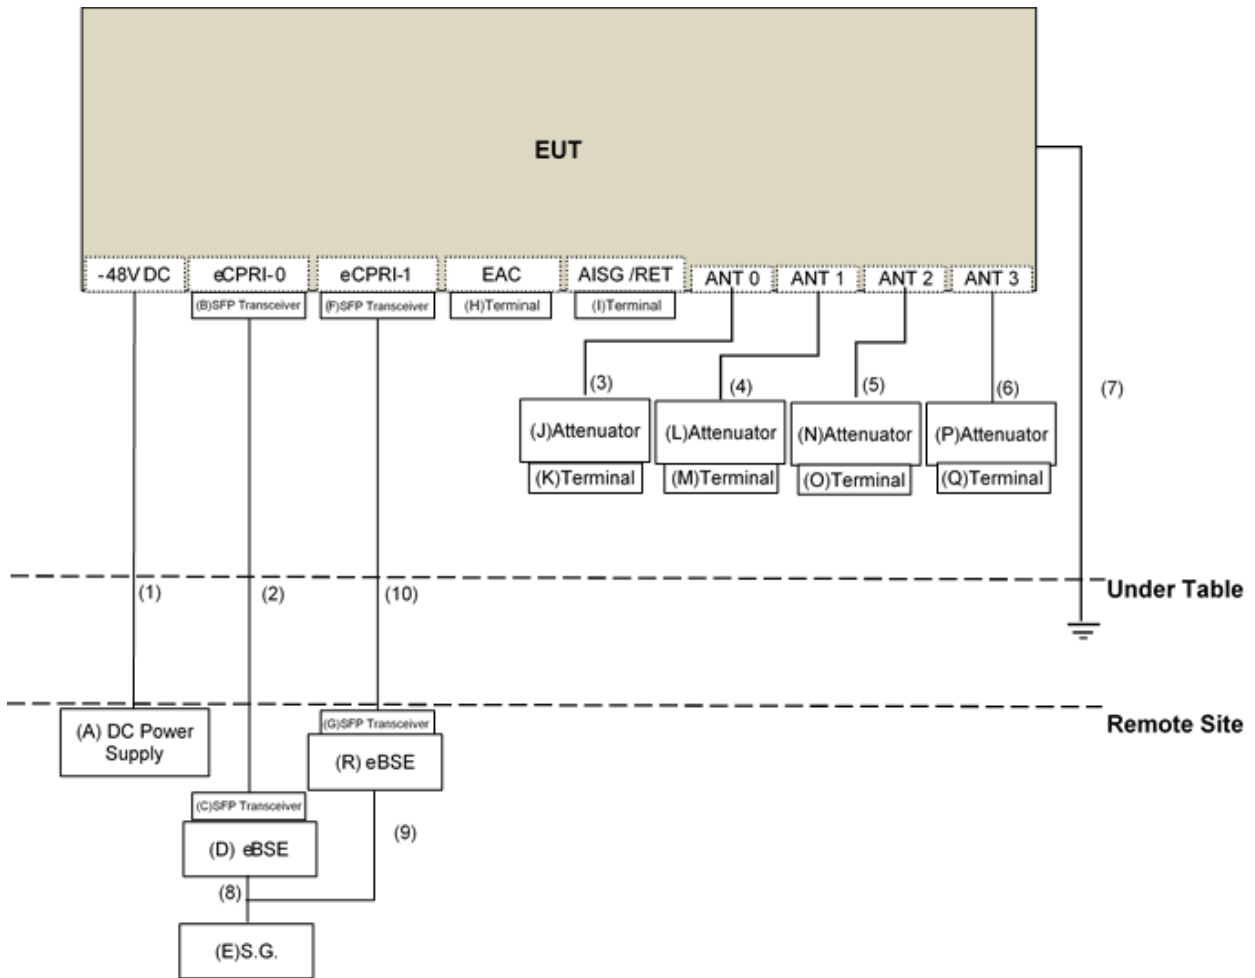 EUT
-48V DC
eCPRI-0
eCPRI-1
EAC
AISG /RET
ANT 0
ANT 1
ANT 2
ANT 3
(B)SFP Transceiver
(F)SFP Transceiver
(H)Terminal
(I)Terminal
(3)
(4)
(5)
(6)
(7)
(J)Attenuator
(L)Attenuator
(N)Attenuator
(P)Attenuator
(K)Terminal
(M)Terminal
(O)Terminal
(Q)Terminal
(1)
(2)
(10)
Under Table
(A) DC Power
Supply
(G)SFP Transceiver
Remote Site
(R) eBSE
(C)SFP Transceiver
(D) eBSE
(9)
(8)
(E)S.G.